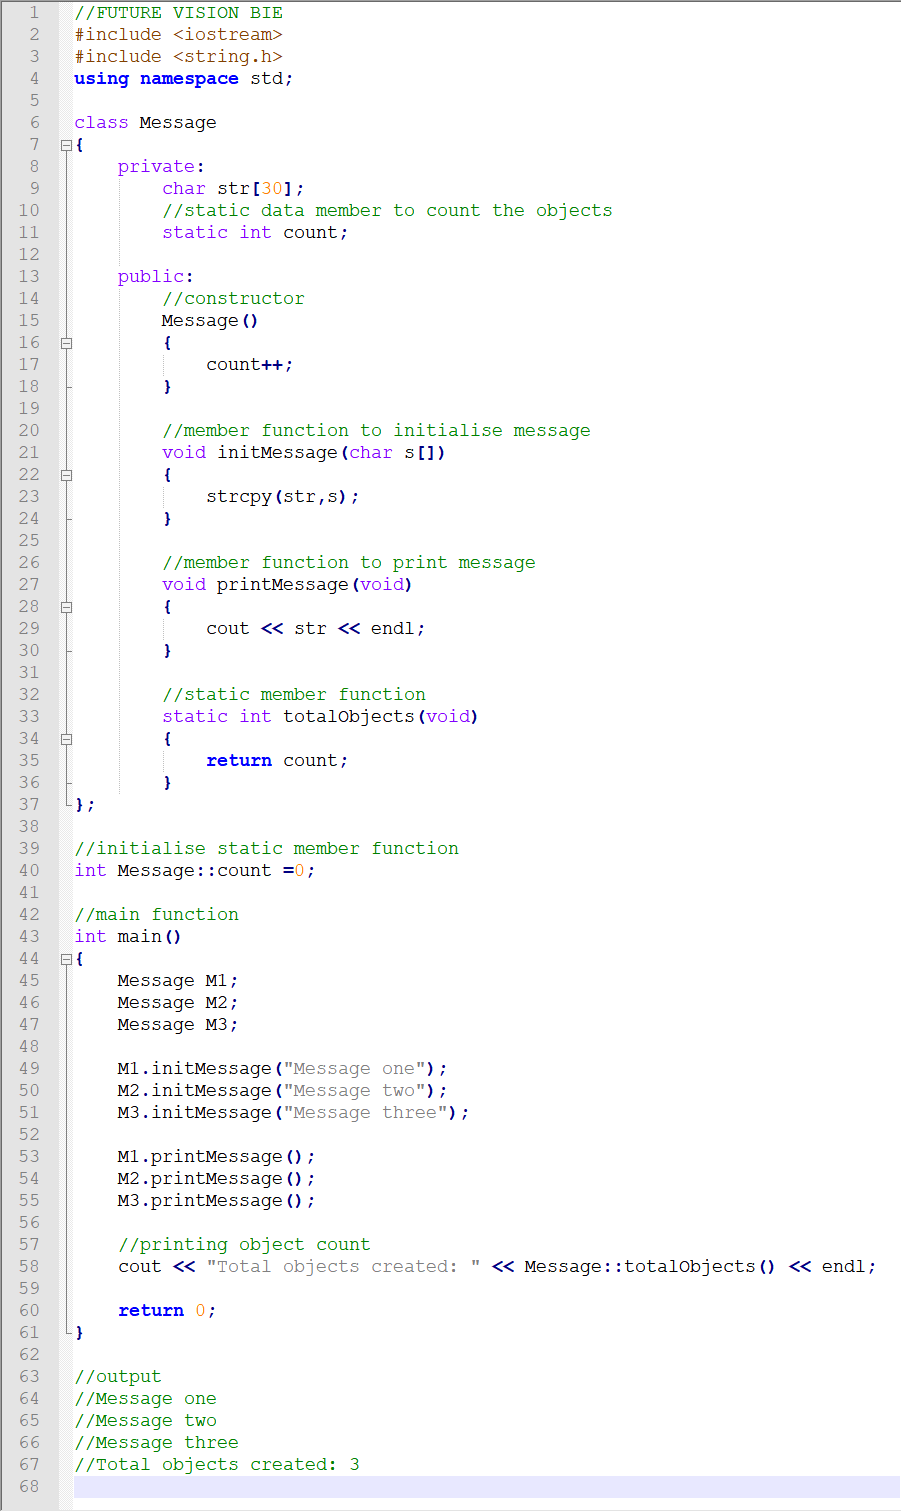 1 //FUTURE VISION BIE
2 #include <iostream>
3 #include <string.h>
4 using namespace std;
5
6 class Message
7 {
8     private:
9         char str[30];
10         //static data member to count the objects
11         static int count;
12
13     public:
14         //constructor
15         Message()
16         {
17             count++;
18         }
19
20         //member function to initialise message
21         void initMessage(char s[])
22         {
23             strcpy(str,s);
24         }
25
26         //member function to print message
27         void printMessage(void)
28         {
29             cout << str << endl;
30         }
31
32         //static member function
33         static int totalObjects(void)
34         {
35             return count;
36         }
37 };
38
39 //initialise static member function
40 int Message::count =0;
41
42 //main function
43 int main()
44 {
45     Message M1;
46     Message M2;
47     Message M3;
48
49     M1.initMessage("Message one");
50     M2.initMessage("Message two");
51     M3.initMessage("Message three");
52
53     M1.printMessage();
54     M2.printMessage();
55     M3.printMessage();
56
57     //printing object count
58     cout << "Total objects created: " << Message::totalObjects() << endl;
59
60     return 0;
61 }
62
63 //output
64 //Message one
65 //Message two
66 //Message three
67 //Total objects created: 3
68